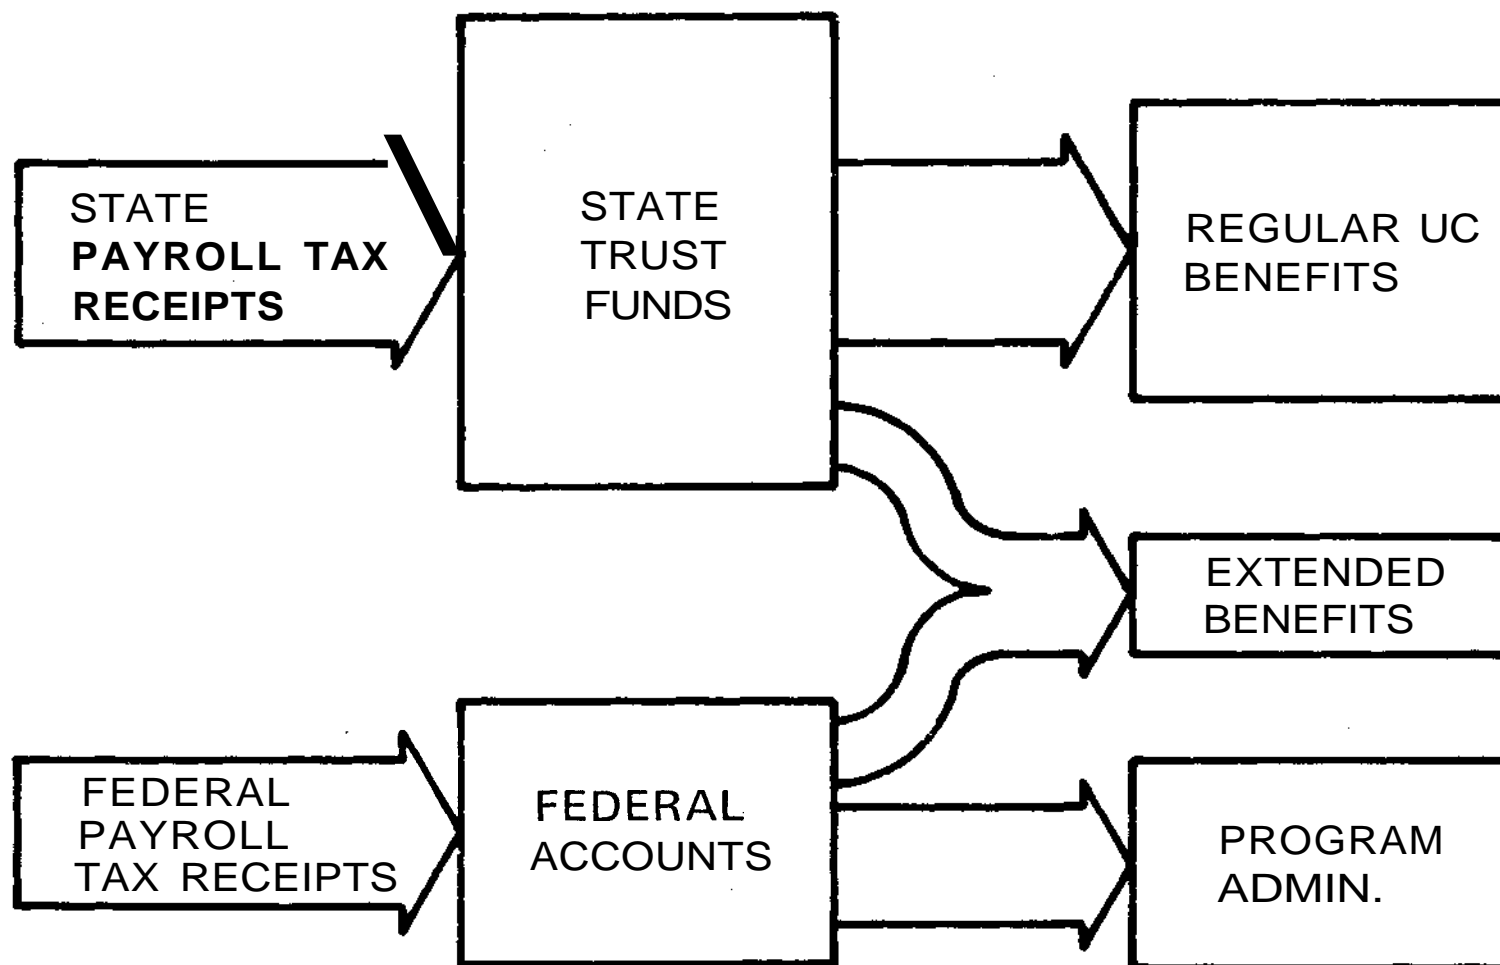 STATE
PAYROLL TAX
RECEIPTS
STATE
TRUST
FUNDS
REGULAR UC
BENEFITS
EXTENDED
BENEFITS
FEDERAL
PAYROLL
TAX RECEIPTS
FEDERAL
ACCOUNTS
PROGRAM
ADMIN.